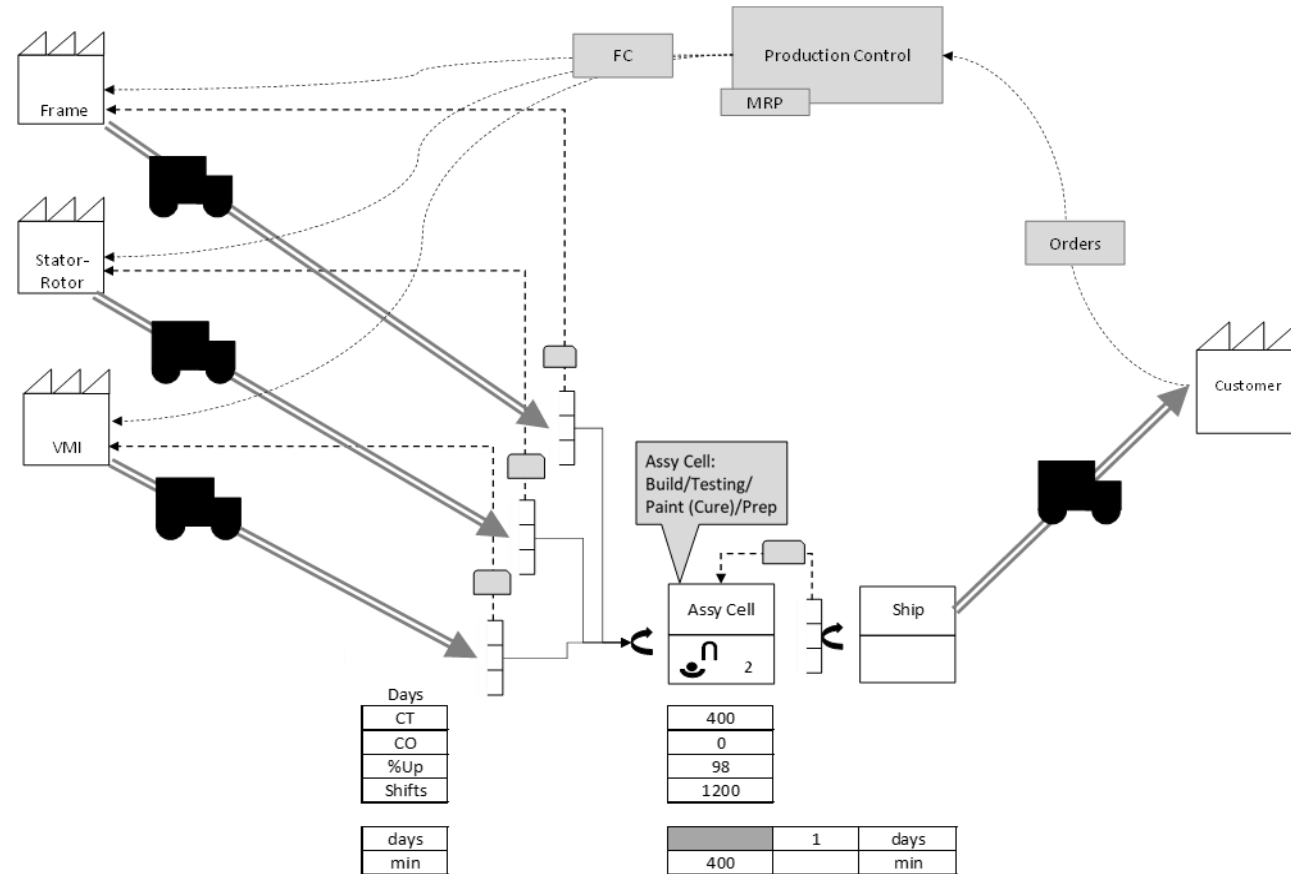 FC
Production Control
MRP
Frame
Stator-
Rotor
Orders
VMI
Customer
Assy Cell:
Build/Testing/
Paint (Cure)/Prep
Assy Cell
Ship
2
Days
CT 400
CO 0
%Up 98
Shifts 1200
days 1 days
min 400 min